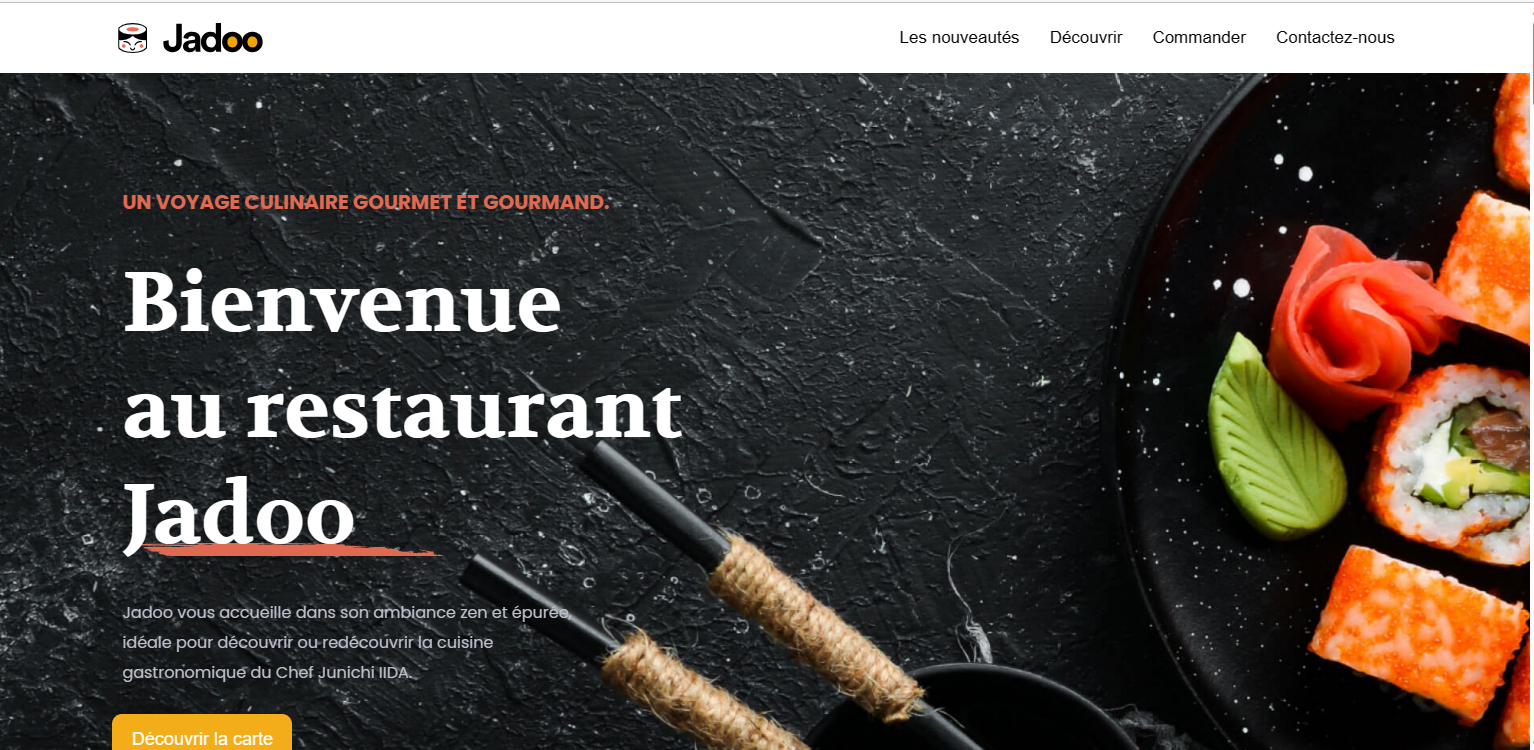 Jadoo
Les nouveautés Découvrir Commander Contactez-nous
UN VOYAGE CULINAIRE GOURMET ET GOURMAND.
Bienvenue
au restaurant
Jadoo
Jadoo vous accueille dans son ambiance zen et épurée,
idéale pour découvrir ou redécouvrir la cuisine
gastronomique du Chef Junichi IIDA.
Découvrir la carte